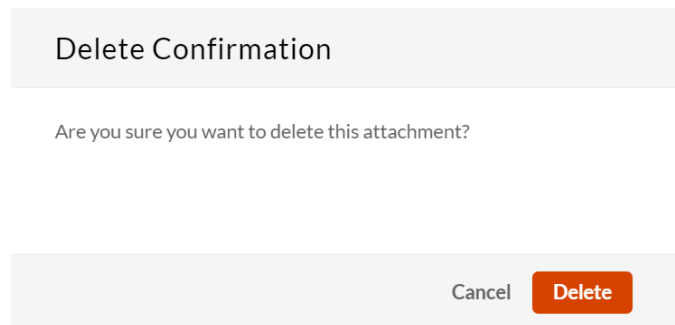 Delete Confirmation
Are you sure you want to delete this attachment?
Cancel Delete